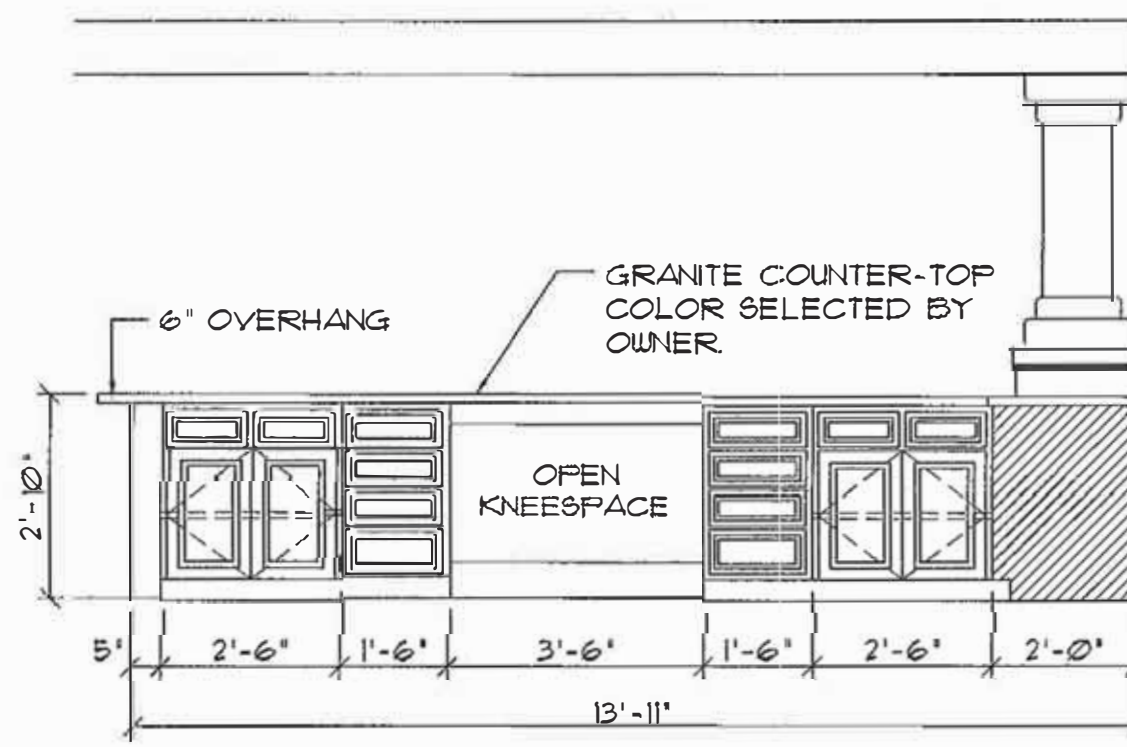 GRANITE COUNTER-TOP
COLOR SELECTED BY
OWNER.
6" OVERHANG
OPEN
KNEESPACE
2'-10"
5"
2'-6"
1'-6"
3'-6"
1'-6"
2'-6"
2'-0"
13'-11"